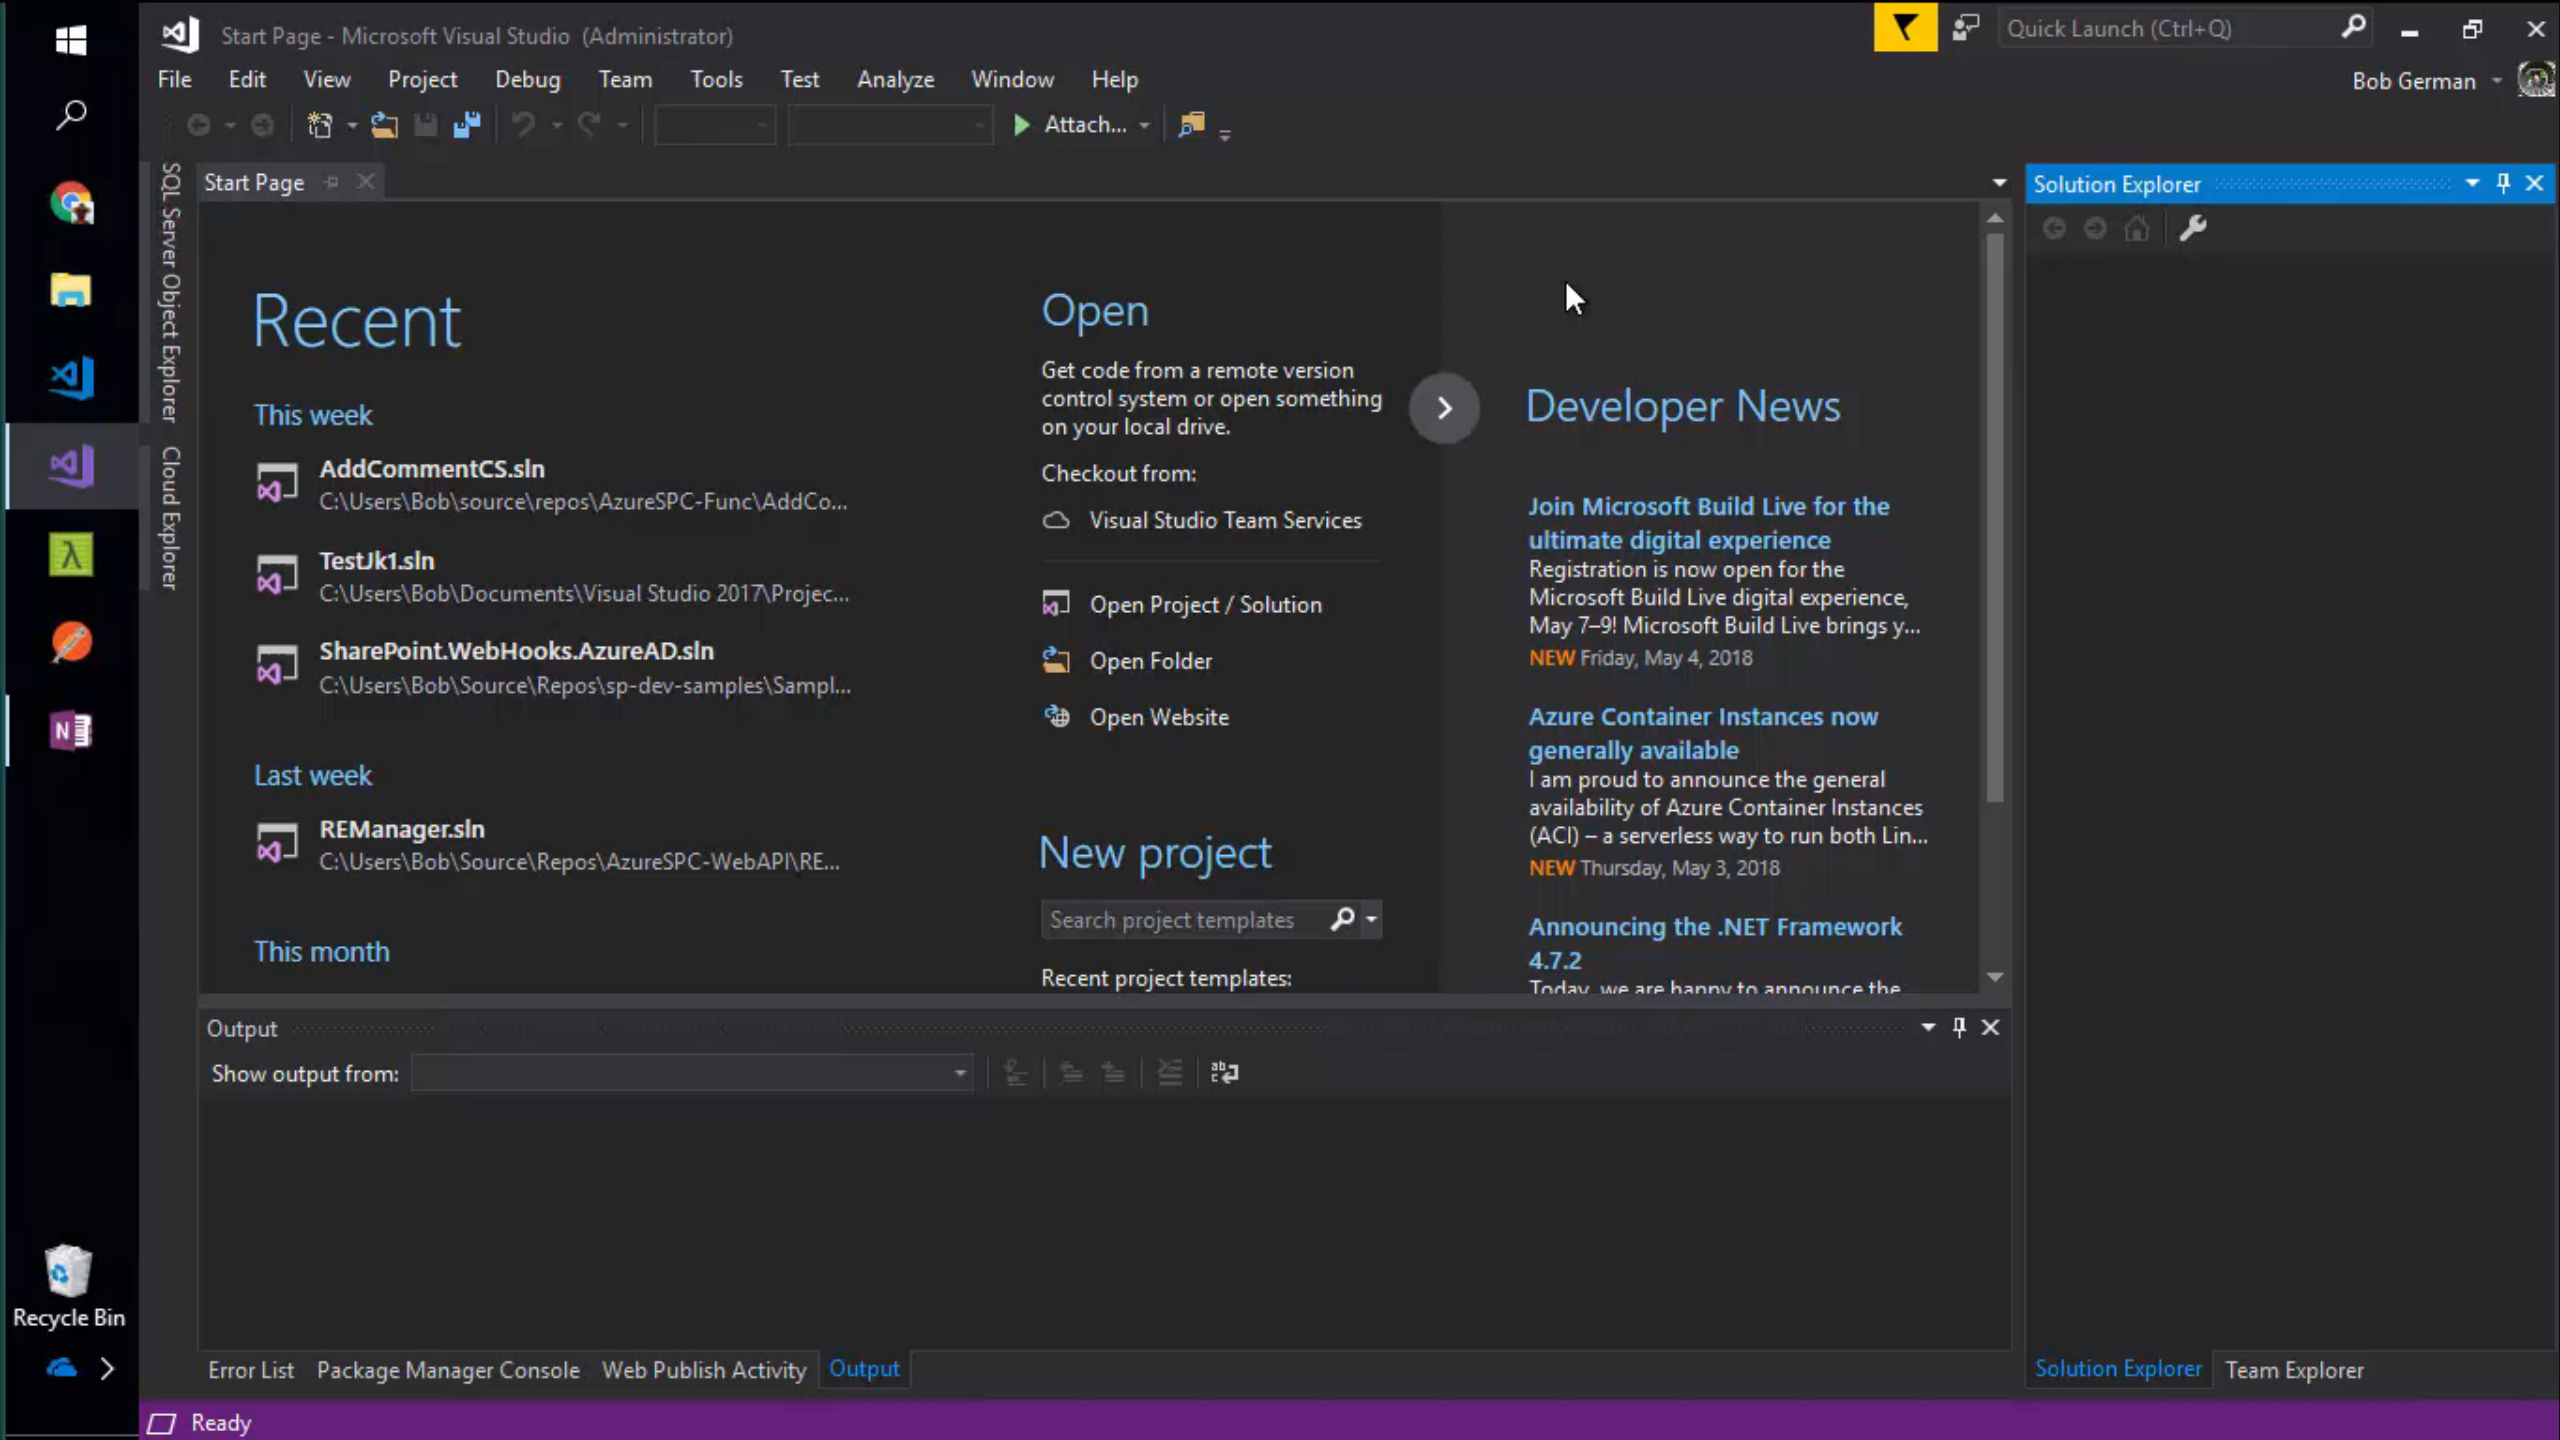 Start Page - Microsoft Visual Studio (Administrator)
Quick Launch (Ctrl+Q)
File Edit View Project Debug Team Tools Test Analyze Window Help
Bob German
Attach...
SQL Server Object Explorer
Cloud Explorer
Start Page
Recent
This week
AddCommentCS.sln
C:\Users\Bob\source\repos\AzureSPC-Func\AddCo...
TestJk1.sln
C:\Users\Bob\Documents\Visual Studio 2017\Projec...
SharePoint.WebHooks.AzureAD.sln
C:\Users\Bob\Source\Repos\sp-dev-samples\Sampl...
Last week
REManager.sln
C:\Users\Bob\Source\Repos\AzureSPC-WebAPI\RE...
This month
Open
Get code from a remote version
control system or open something
on your local drive.
Checkout from:
Visual Studio Team Services
Open Project / Solution
Open Folder
Open Website
New project
Search project templates
Recent project templates:
Developer News
Join Microsoft Build Live for the
ultimate digital experience
Registration is now open for the
Microsoft Build Live digital experience,
May 7–9! Microsoft Build Live brings y...
NEW Friday, May 4, 2018
Azure Container Instances now
generally available
I am proud to announce the general
availability of Azure Container Instances
(ACI) – a serverless way to run both Lin...
NEW Thursday, May 3, 2018
Announcing the .NET Framework
4.7.2
Today, we are happy to announce the
Solution Explorer
Output
Show output from:
Error List Package Manager Console Web Publish Activity Output
Solution Explorer Team Explorer
Recycle Bin
Ready